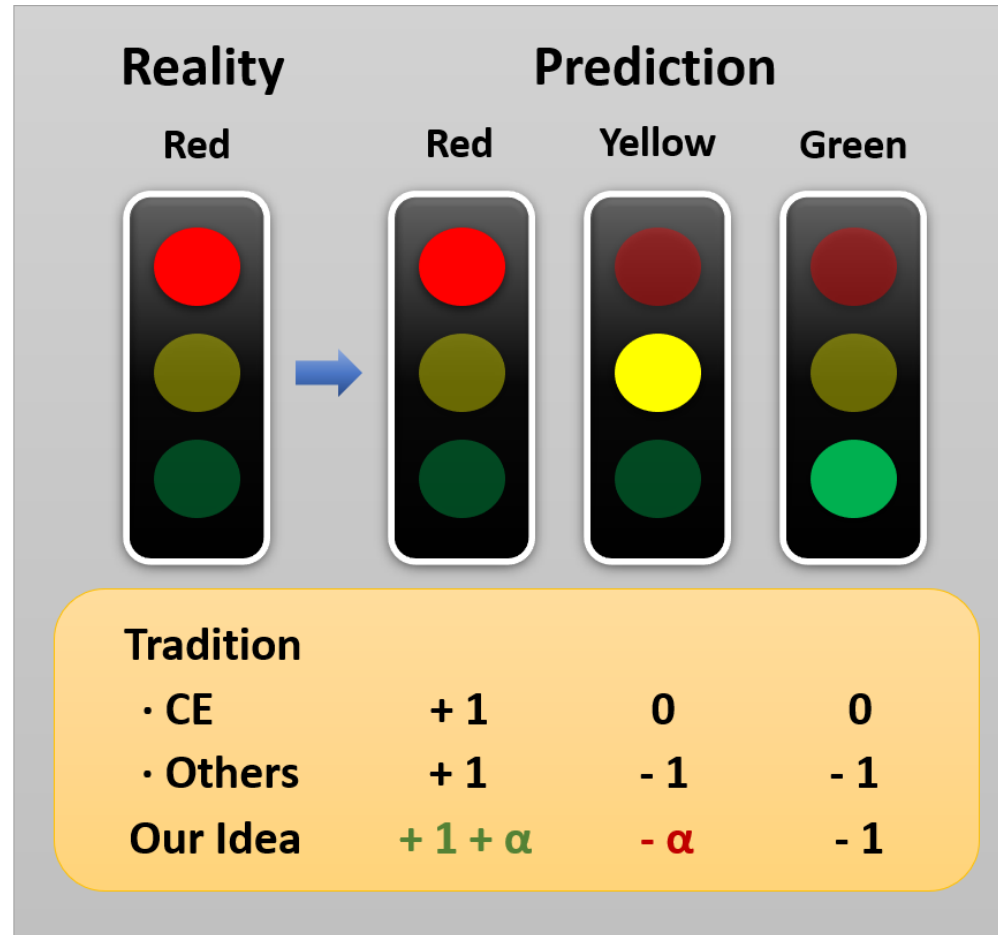 Reality Prediction
Red Red Yellow Green
Tradition
· CE + 1 0 0
· Others + 1 - 1 - 1
Our Idea + 1 + α - α - 1